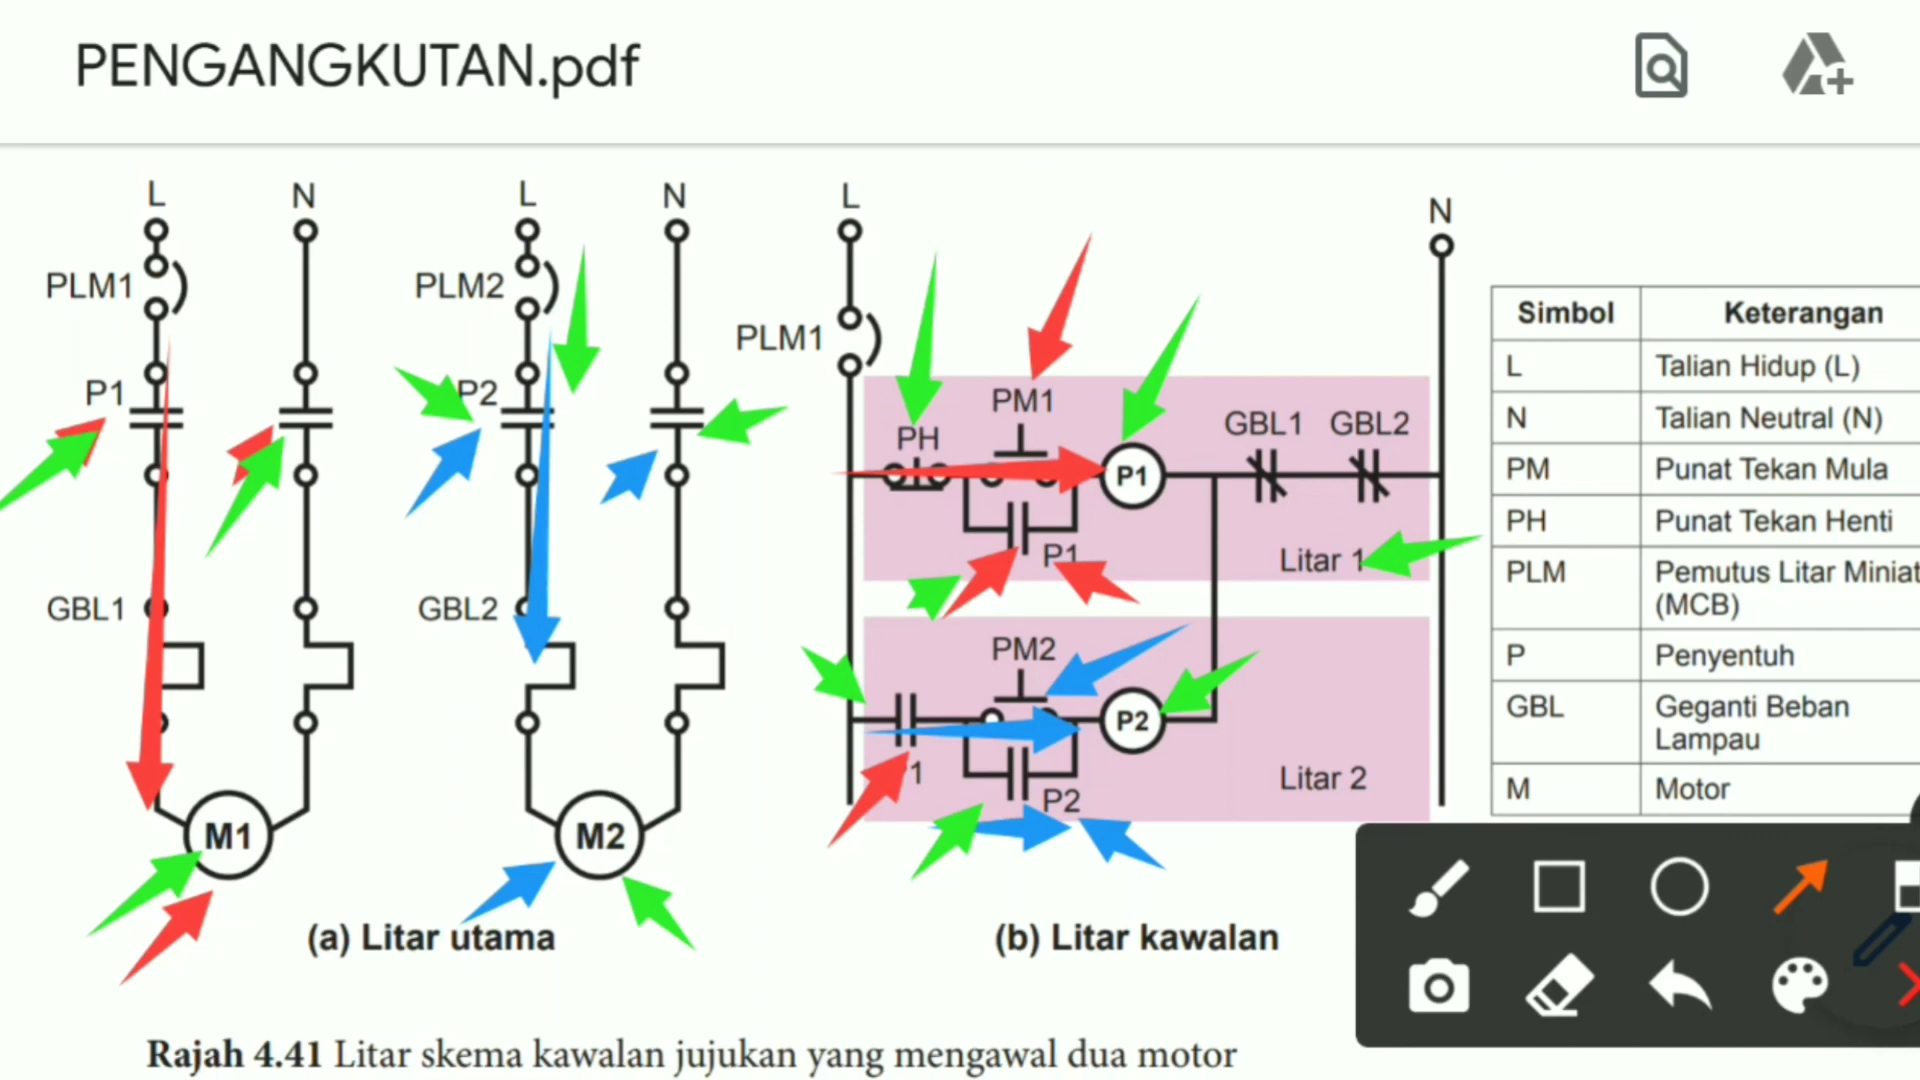 PENGANGKUTAN.pdf
L
N
L
N
L
N
PLM1
PLM2
PLM1
P1
P2
PM1
PH
GBL1
GBL2
P1
P1
Litar 1
GBL1
GBL2
PM2
P2
1
P2
Litar 2
M1
M2
(a) Litar utama
(b) Litar kawalan
Simbol Keterangan
L Talian Hidup (L)
N Talian Neutral (N)
PM Punat Tekan Mula
PH Punat Tekan Henti
PLM Pemutus Litar Miniat
(MCB)
P Penyentuh
GBL Geganti Beban
Lampau
M Motor
Rajah 4.41 Litar skema kawalan jujukan yang mengawal dua motor